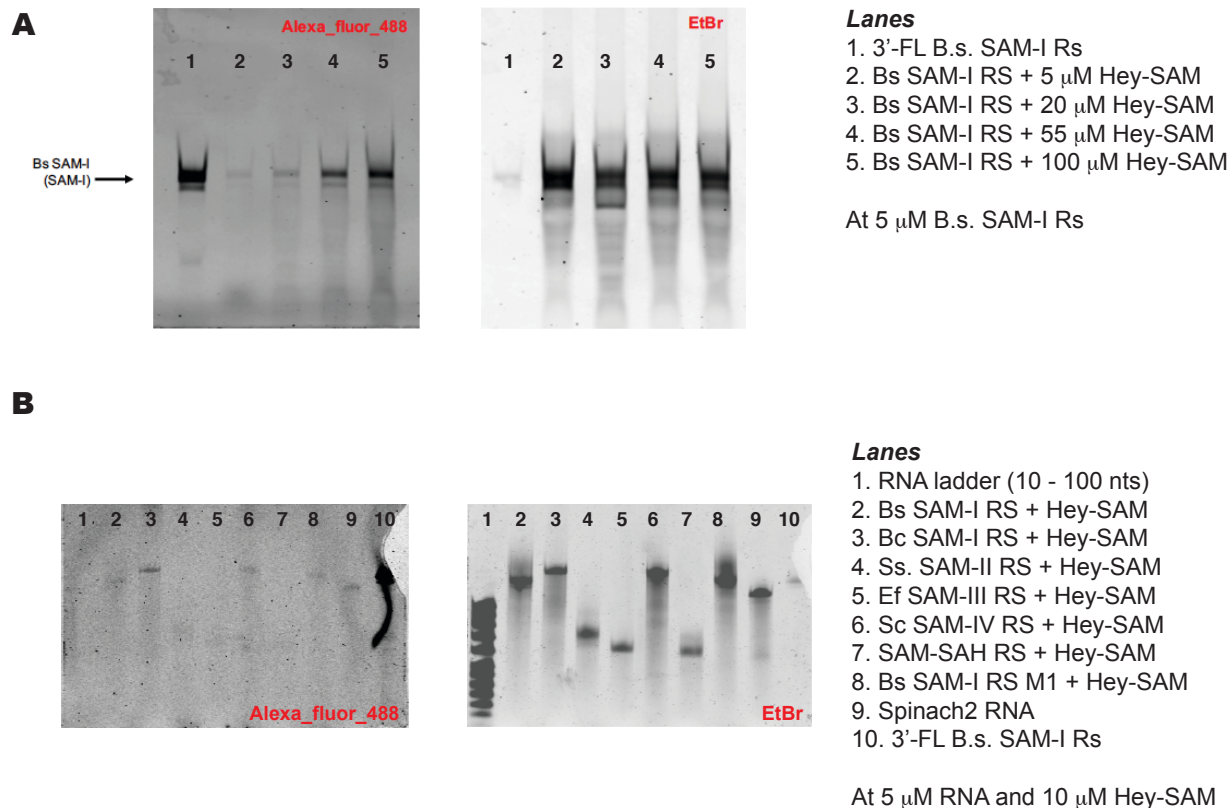 A
Alexa_fluor_488
1 2 3 4 5
Bs SAM-I
(SAM-I)
EtBr
1 2 3 4 5
Lanes
1. 3'-FL B.s. SAM-I Rs
2. Bs SAM-I RS + 5 μM Hey-SAM
3. Bs SAM-I RS + 20 μM Hey-SAM
4. Bs SAM-I RS + 55 μM Hey-SAM
5. Bs SAM-I RS + 100 μM Hey-SAM
At 5 μM B.s. SAM-I Rs
B
1 2 3 4 5 6 7 8 9 10
Alexa_fluor_488
1 2 3 4 5 6 7 8 9 10
EtBr
Lanes
1. RNA ladder (10 - 100 nts)
2. Bs SAM-I RS + Hey-SAM
3. Bc SAM-I RS + Hey-SAM
4. Ss. SAM-II RS + Hey-SAM
5. Ef SAM-III RS + Hey-SAM
6. Sc SAM-IV RS + Hey-SAM
7. SAM-SAH RS + Hey-SAM
8. Bs SAM-I RS M1 + Hey-SAM
9. Spinach2 RNA
10. 3'-FL B.s. SAM-I Rs
At 5 μM RNA and 10 μM Hey-SAM